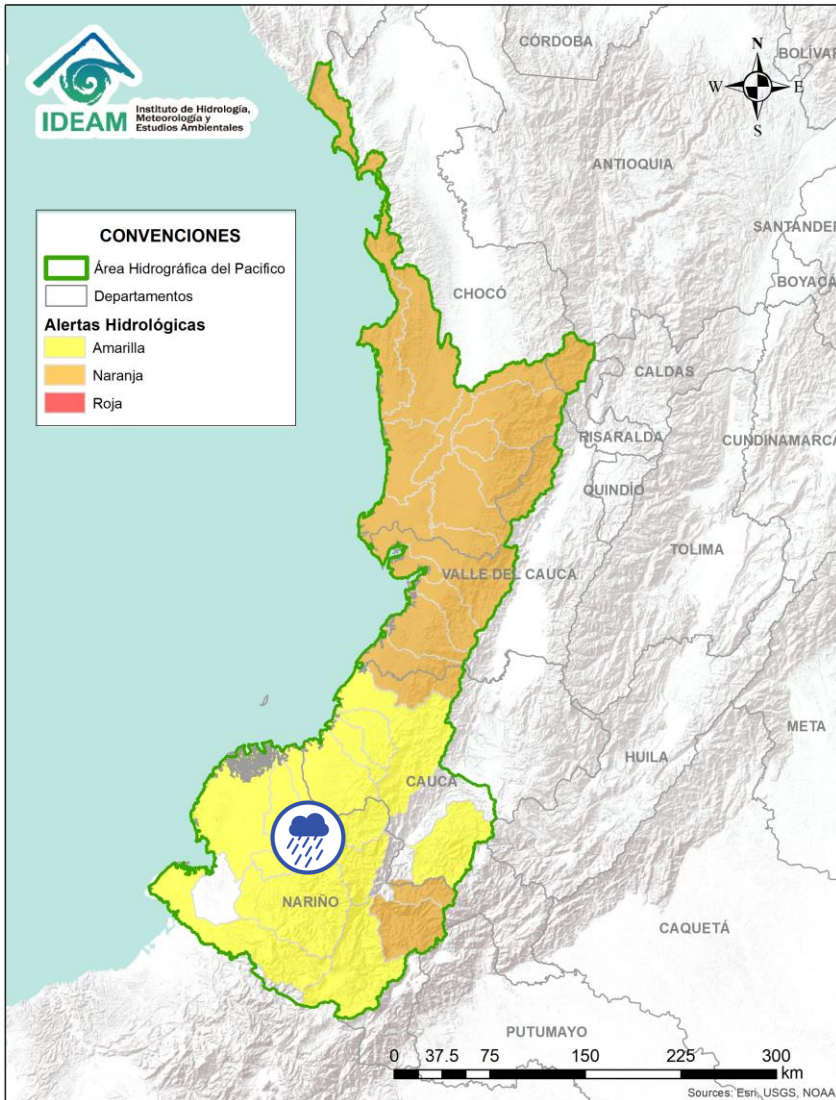 IDEAM
Instituto de Hidrología,
Meteorología y
Estudios Ambientales
CÓRDOBA
BOLÍVAR
N
W E
S
ANTIOQUIA
SANTANDER
BOYACÁ
CONVENCIONES
Área Hidrográfica del Pacifico
Departamentos
Alertas Hidrológicas
Amarilla
Naranja
Roja
CHOCÓ
CALDAS
RISARALDA
CUNDINAMARCA
QUINDÍO
TOLIMA
VALLE DEL CAUCA
META
HUILA
CAUCA
NARIÑO
CAQUETÁ
PUTUMAYO
0 37.5 75 150 225 300
km
Sources: Esri, USGS, NOAA